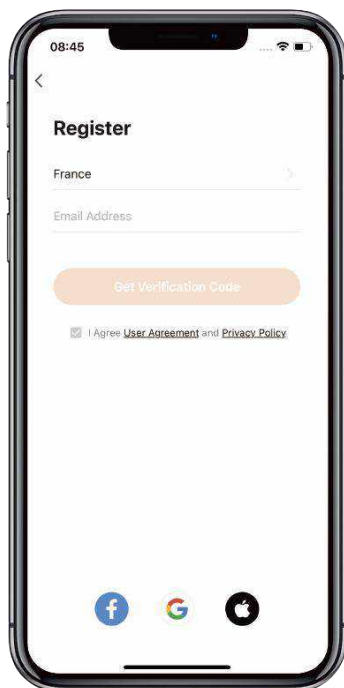 08:45
Register
France
Email Address
Get Verification Code
I Agree User Agreement and Privacy Policy